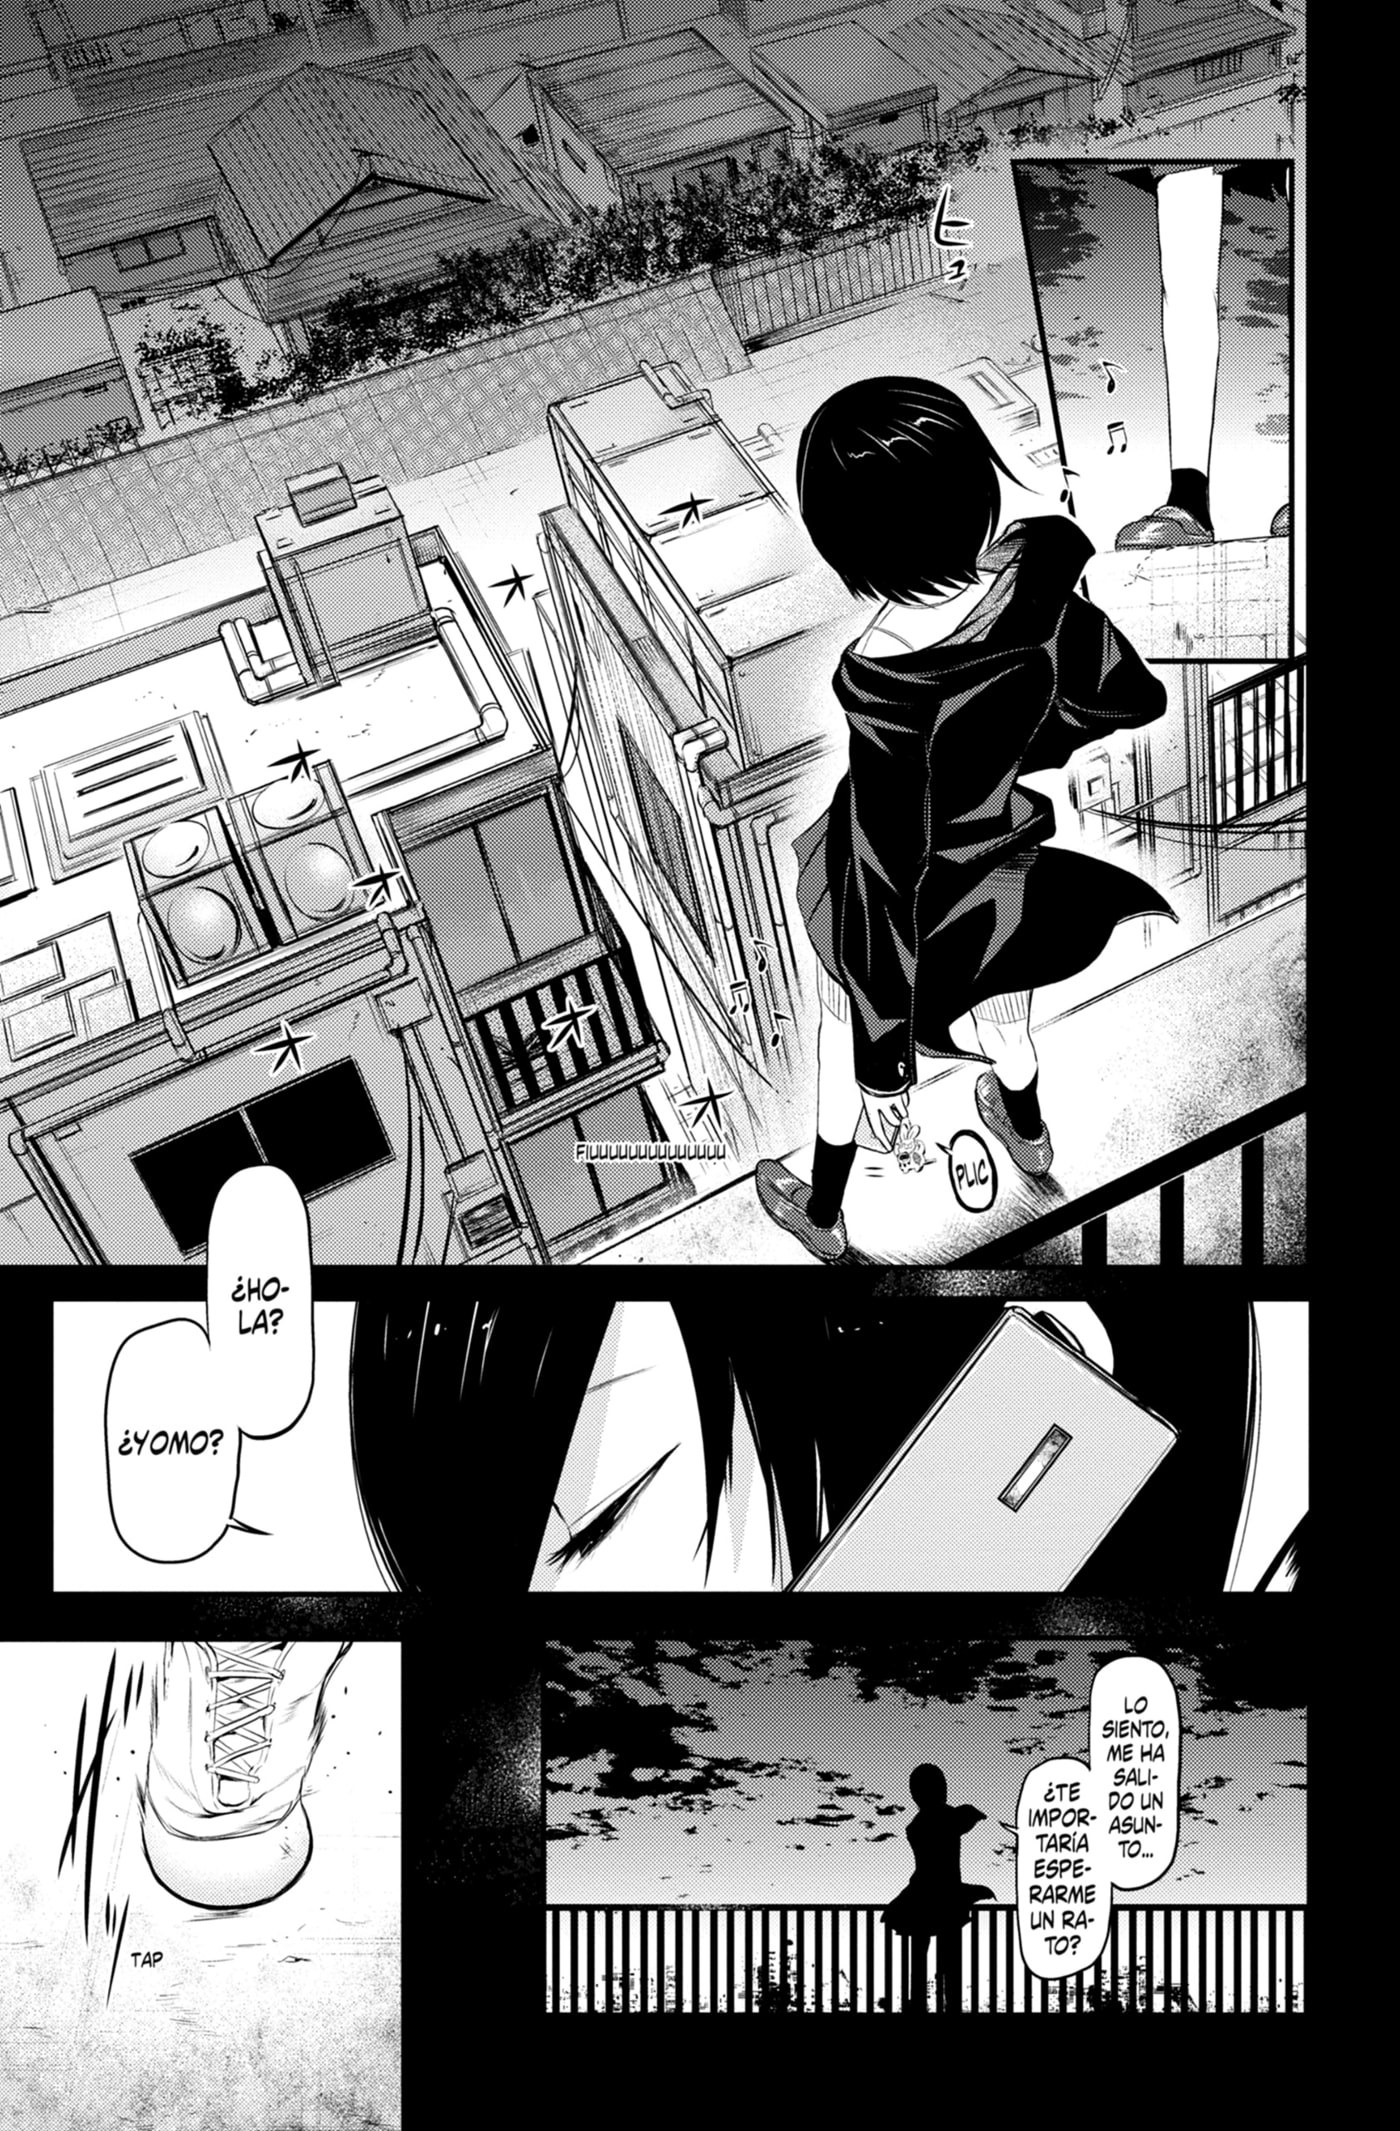 ヒュ
PLIC
FIUUUUUUUUUUUUUU
¿HO-
LA?
¿YOMO?
LO
SIENTO,
ME HA
SALI-
DO UN
ASUN-
TO...
¿TE
IMPOR-
TARÍA
ESPE-
RARME
UN RA-
TO?
TAP